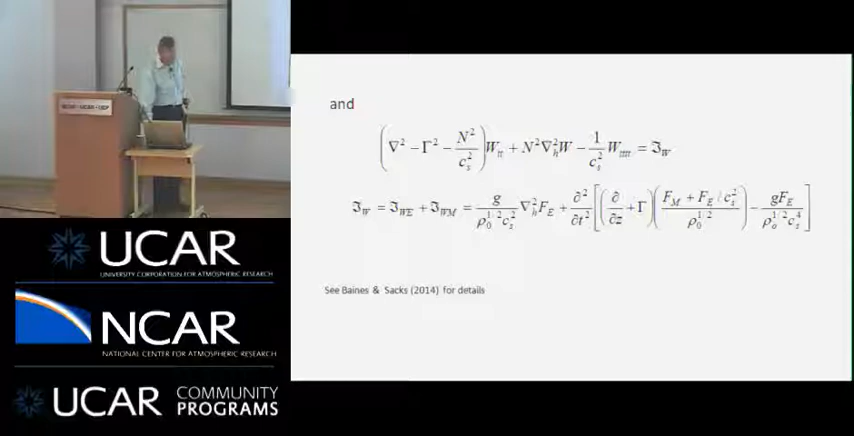 and
(∇² − Γ² − N²/c_s²) W_tt + N²∇_h²W − (1/c_s²) W_tttt = ℑ_W
ℑ_W = ℑ_WE + ℑ_WM = (g/ρ_0^{1/2}c_s²) ∇_h²F_E + ∂²/∂t² [(∂/∂z + Γ)((F_M + F_E/c_s²)/ρ_0^{1/2}) − gF_E/(ρ_o^{1/2}c_s⁴)]
See Baines & Sacks (2014) for details
UCAR
UNIVERSITY CORPORATION FOR ATMOSPHERIC RESEARCH
NCAR
NATIONAL CENTER FOR ATMOSPHERIC RESEARCH
UCAR COMMUNITY
PROGRAMS